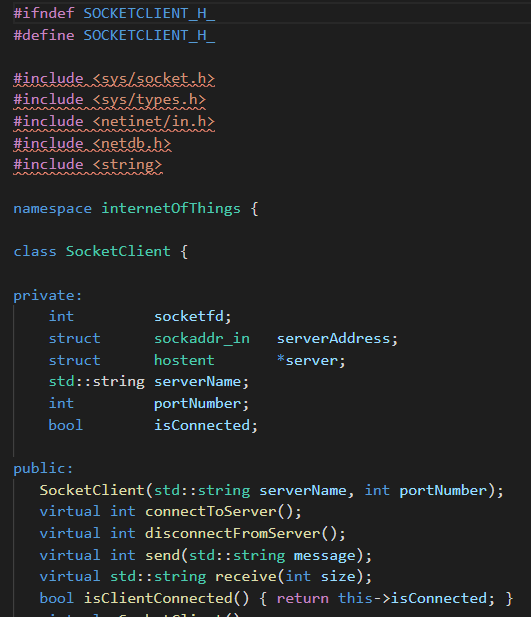 #ifndef SOCKETCLIENT_H_
#define SOCKETCLIENT_H_
#include <sys/socket.h>
#include <sys/types.h>
#include <netinet/in.h>
#include <netdb.h>
#include <string>
namespace internetOfThings {
class SocketClient {
private:
int socketfd;
struct sockaddr_in serverAddress;
struct hostent *server;
std::string serverName;
int portNumber;
bool isConnected;
public:
SocketClient(std::string serverName, int portNumber);
virtual int connectToServer();
virtual int disconnectFromServer();
virtual int send(std::string message);
virtual std::string receive(int size);
bool isClientConnected() { return this->isConnected; }